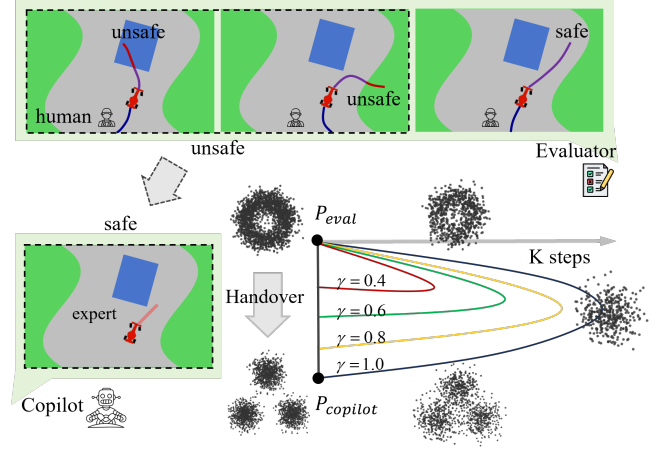 unsafe
safe
unsafe
human
unsafe
Evaluator
safe
P_eval
K steps
expert
Handover
γ = 0.4
γ = 0.6
γ = 0.8
γ = 1.0
Copilot
P_copilot